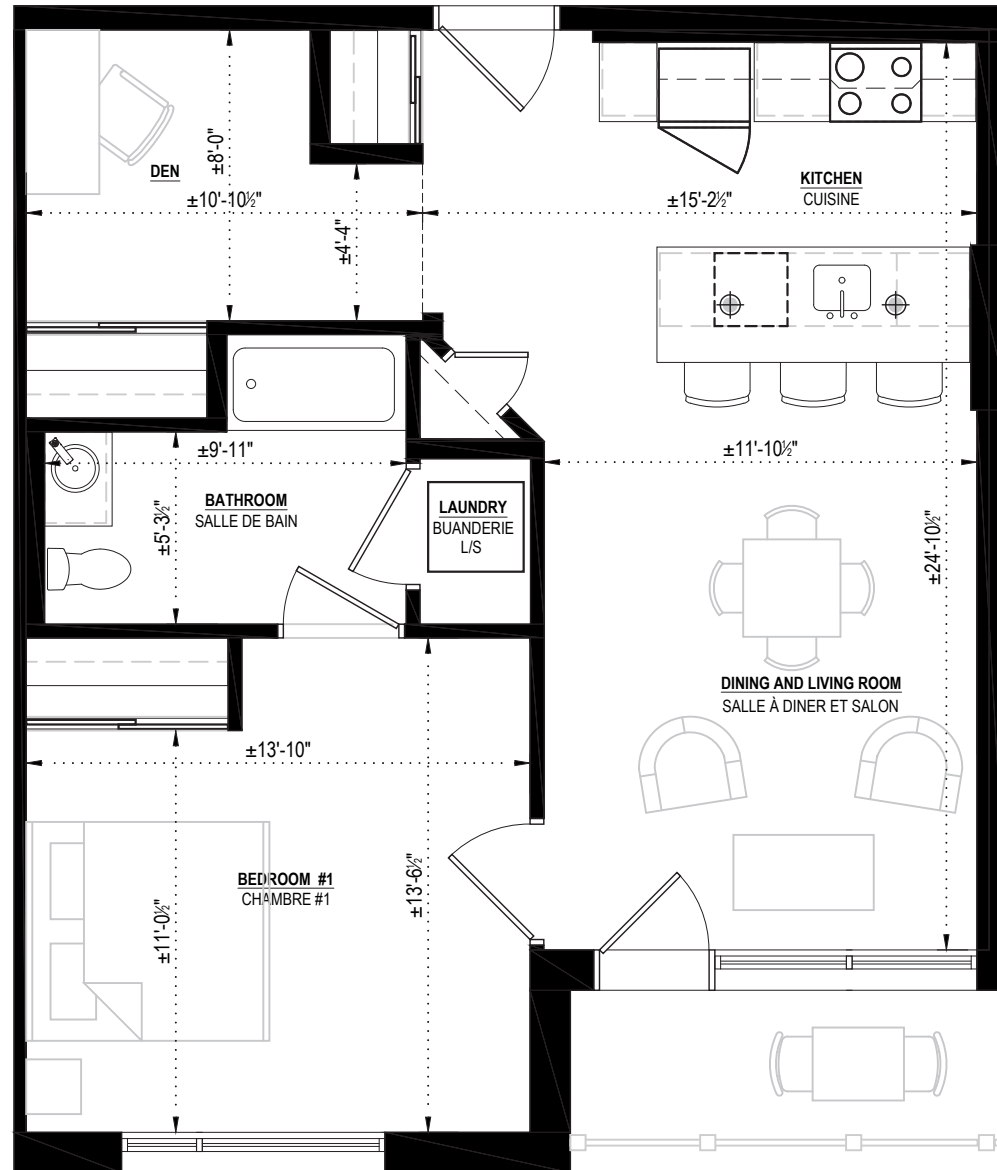 DEN
±8'-0"
±10'-10½"
±4'-4"
KITCHEN
CUISINE
±15'-2½"
±9'-11"
BATHROOM
SALLE DE BAIN
±5'-3½"
LAUNDRY
BUANDERIE
L/S
±11'-10½"
±24'-10½"
DINING AND LIVING ROOM
SALLE À DINER ET SALON
±13'-10"
BEDROOM #1
CHAMBRE #1
±11'-0½"
±13'-6½"